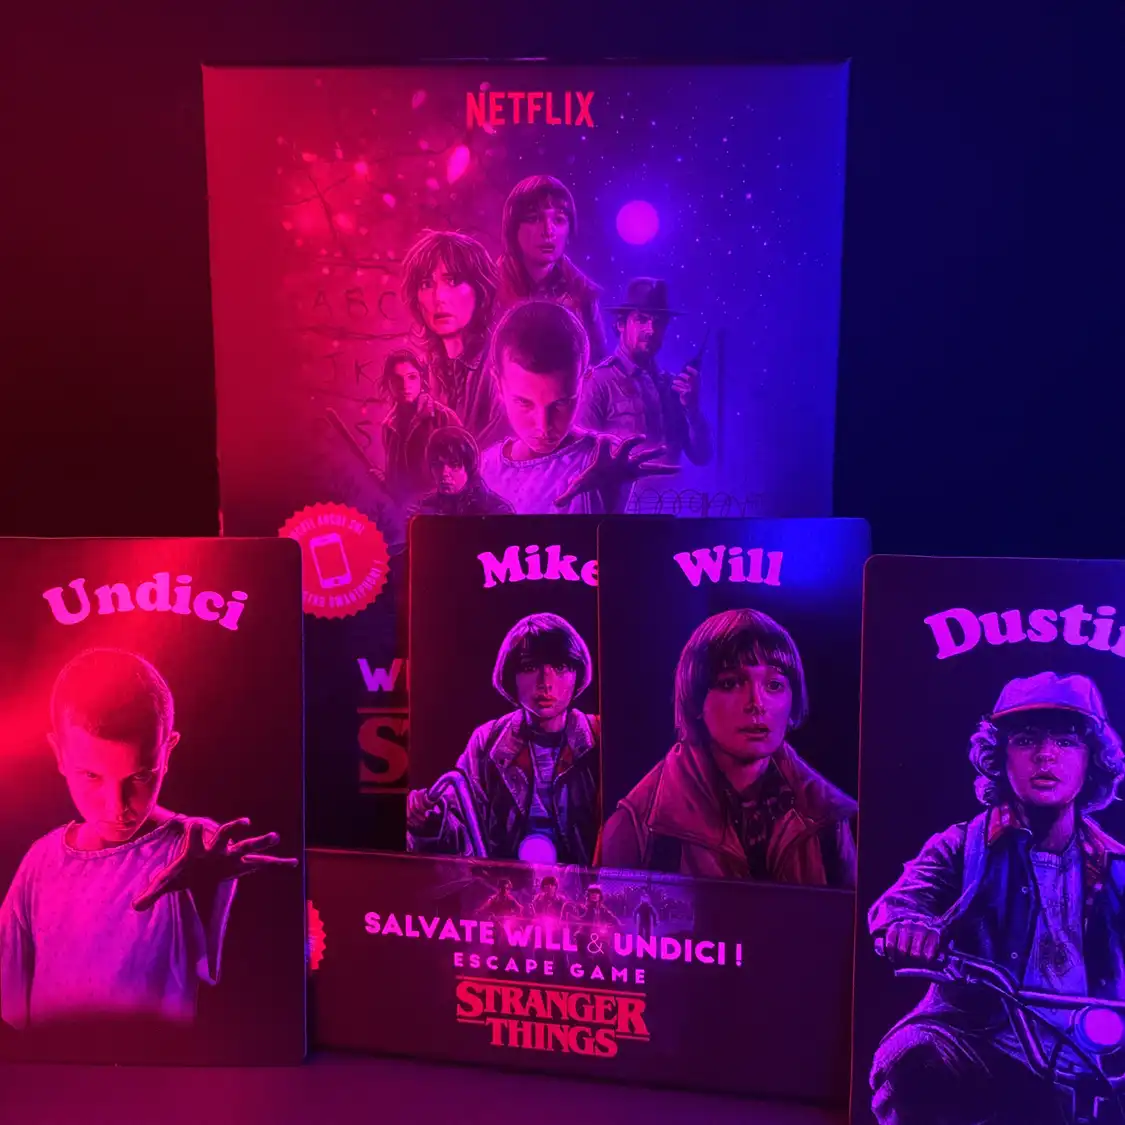 NETFLIX
A B C
J K
S
Undici
Mike
Will
Dustin
SALVATE WILL & UNDICI!
ESCAPE GAME
STRANGER
THINGS